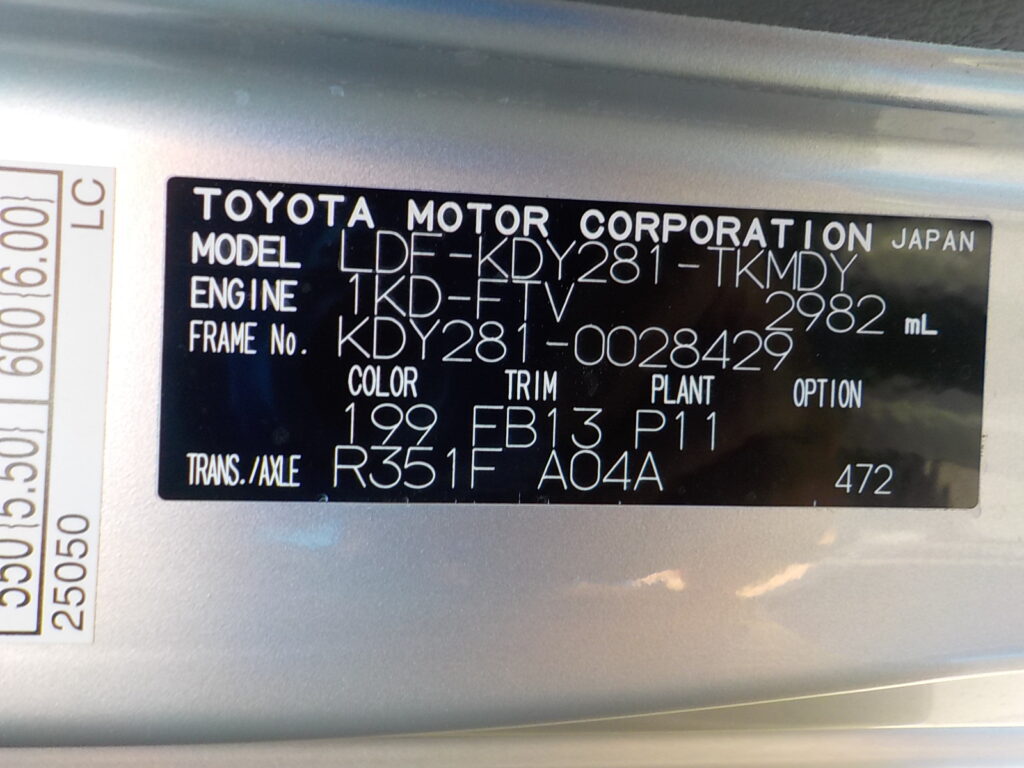 TOYOTA MOTOR CORPORATION JAPAN
MODEL LDF-KDY281-TKMDY
ENGINE 1KD-FTV 2982 mL
FRAME No. KDY281-0028429
COLOR TRIM PLANT OPTION
199 FB13 P11
TRANS./AXLE R351F A04A 472
550(5.50) 600(6.00)
25050 LC